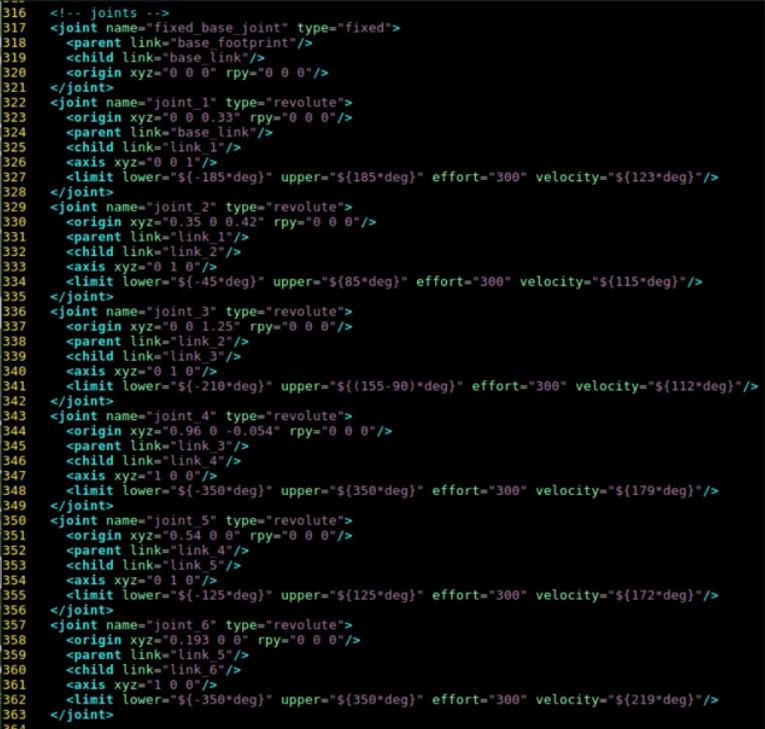 316 <!-- joints -->
317 <joint name="fixed_base_joint" type="fixed">
318 <parent link="base_footprint"/>
319 <child link="base_link"/>
320 <origin xyz="0 0 0" rpy="0 0 0"/>
321 </joint>
322 <joint name="joint_1" type="revolute">
323 <origin xyz="0 0 0.33" rpy="0 0 0"/>
324 <parent link="base_link"/>
325 <child link="link_1"/>
326 <axis xyz="0 0 1"/>
327 <limit lower="${-185*deg}" upper="${185*deg}" effort="300" velocity="${123*deg}"/>
328 </joint>
329 <joint name="joint_2" type="revolute">
330 <origin xyz="0.35 0 0.42" rpy="0 0 0"/>
331 <parent link="link_1"/>
332 <child link="link_2"/>
333 <axis xyz="0 1 0"/>
334 <limit lower="${-45*deg}" upper="${85*deg}" effort="300" velocity="${115*deg}"/>
335 </joint>
336 <joint name="joint_3" type="revolute">
337 <origin xyz="0 0 1.25" rpy="0 0 0"/>
338 <parent link="link_2"/>
339 <child link="link_3"/>
340 <axis xyz="0 1 0"/>
341 <limit lower="${-210*deg}" upper="${(155-90)*deg}" effort="300" velocity="${112*deg}"/>
342 </joint>
343 <joint name="joint_4" type="revolute">
344 <origin xyz="0.96 0 -0.054" rpy="0 0 0"/>
345 <parent link="link_3"/>
346 <child link="link_4"/>
347 <axis xyz="1 0 0"/>
348 <limit lower="${-350*deg}" upper="${350*deg}" effort="300" velocity="${179*deg}"/>
349 </joint>
350 <joint name="joint_5" type="revolute">
351 <origin xyz="0.54 0 0" rpy="0 0 0"/>
352 <parent link="link_4"/>
353 <child link="link_5"/>
354 <axis xyz="0 1 0"/>
355 <limit lower="${-125*deg}" upper="${125*deg}" effort="300" velocity="${172*deg}"/>
356 </joint>
357 <joint name="joint_6" type="revolute">
358 <origin xyz="0.193 0 0" rpy="0 0 0"/>
359 <parent link="link_5"/>
360 <child link="link_6"/>
361 <axis xyz="1 0 0"/>
362 <limit lower="${-350*deg}" upper="${350*deg}" effort="300" velocity="${219*deg}"/>
363 </joint>